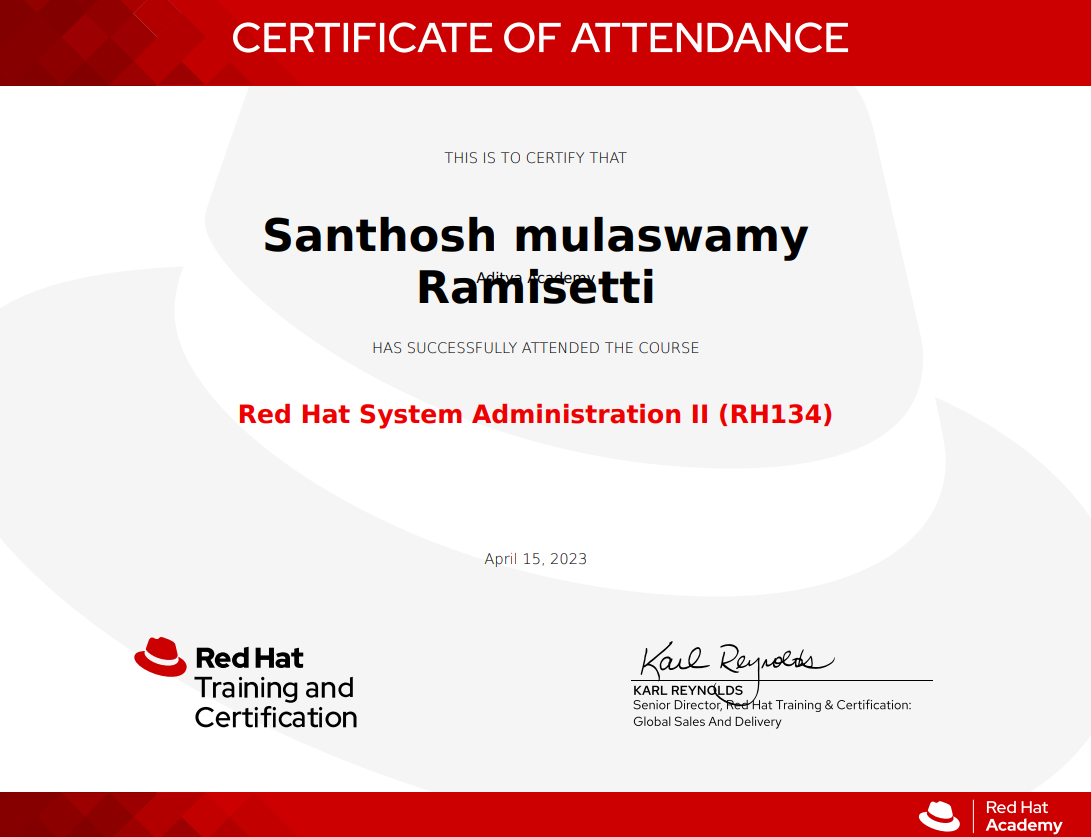 CERTIFICATE OF ATTENDANCE
THIS IS TO CERTIFY THAT
Santhosh mulaswamy
Ramisetti
Aditya Academy
HAS SUCCESSFULLY ATTENDED THE COURSE
Red Hat System Administration II (RH134)
April 15, 2023
Red Hat
Training and
Certification
Karl Reynolds
KARL REYNOLDS
Senior Director, Red Hat Training & Certification:
Global Sales And Delivery
Red Hat
Academy